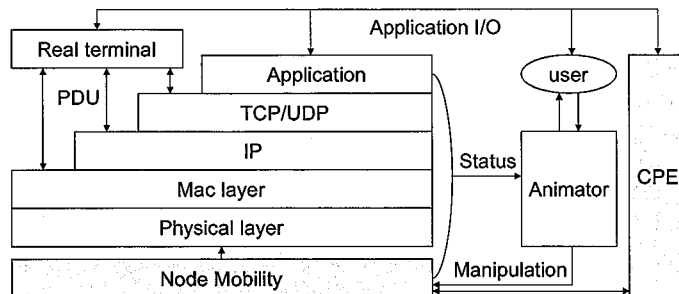 Application I/O
Real terminal
Application
user
PDU
TCP/UDP
IP
Status
Mac layer
Animator
CPE
Physical layer
Node Mobility
Manipulation